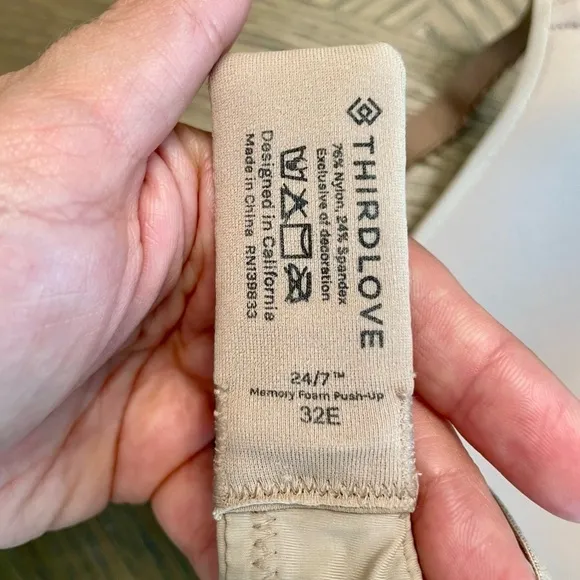 THIRDLOVE
76% Nylon, 24% Spandex
Exclusive of decoration
Designed in California
Made in China RN139833
24/7™
Memory Foam Push-Up
32E